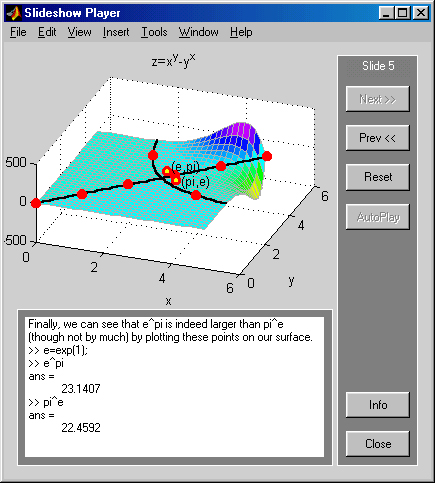 Slideshow Player
File Edit View Insert Tools Window Help
z=x^y-y^x
Slide 5
Next >>
Prev <<
Reset
AutoPlay
500
0
-500
(e,pi)
(pi,e)
0
2
4
6
x
0
2
4
6
y
Finally, we can see that e^pi is indeed larger than pi^e
(though not by much) by plotting these points on our surface.
>> e=exp(1);
>> e^pi
ans =
23.1407
>> pi^e
ans =
22.4592
Info
Close